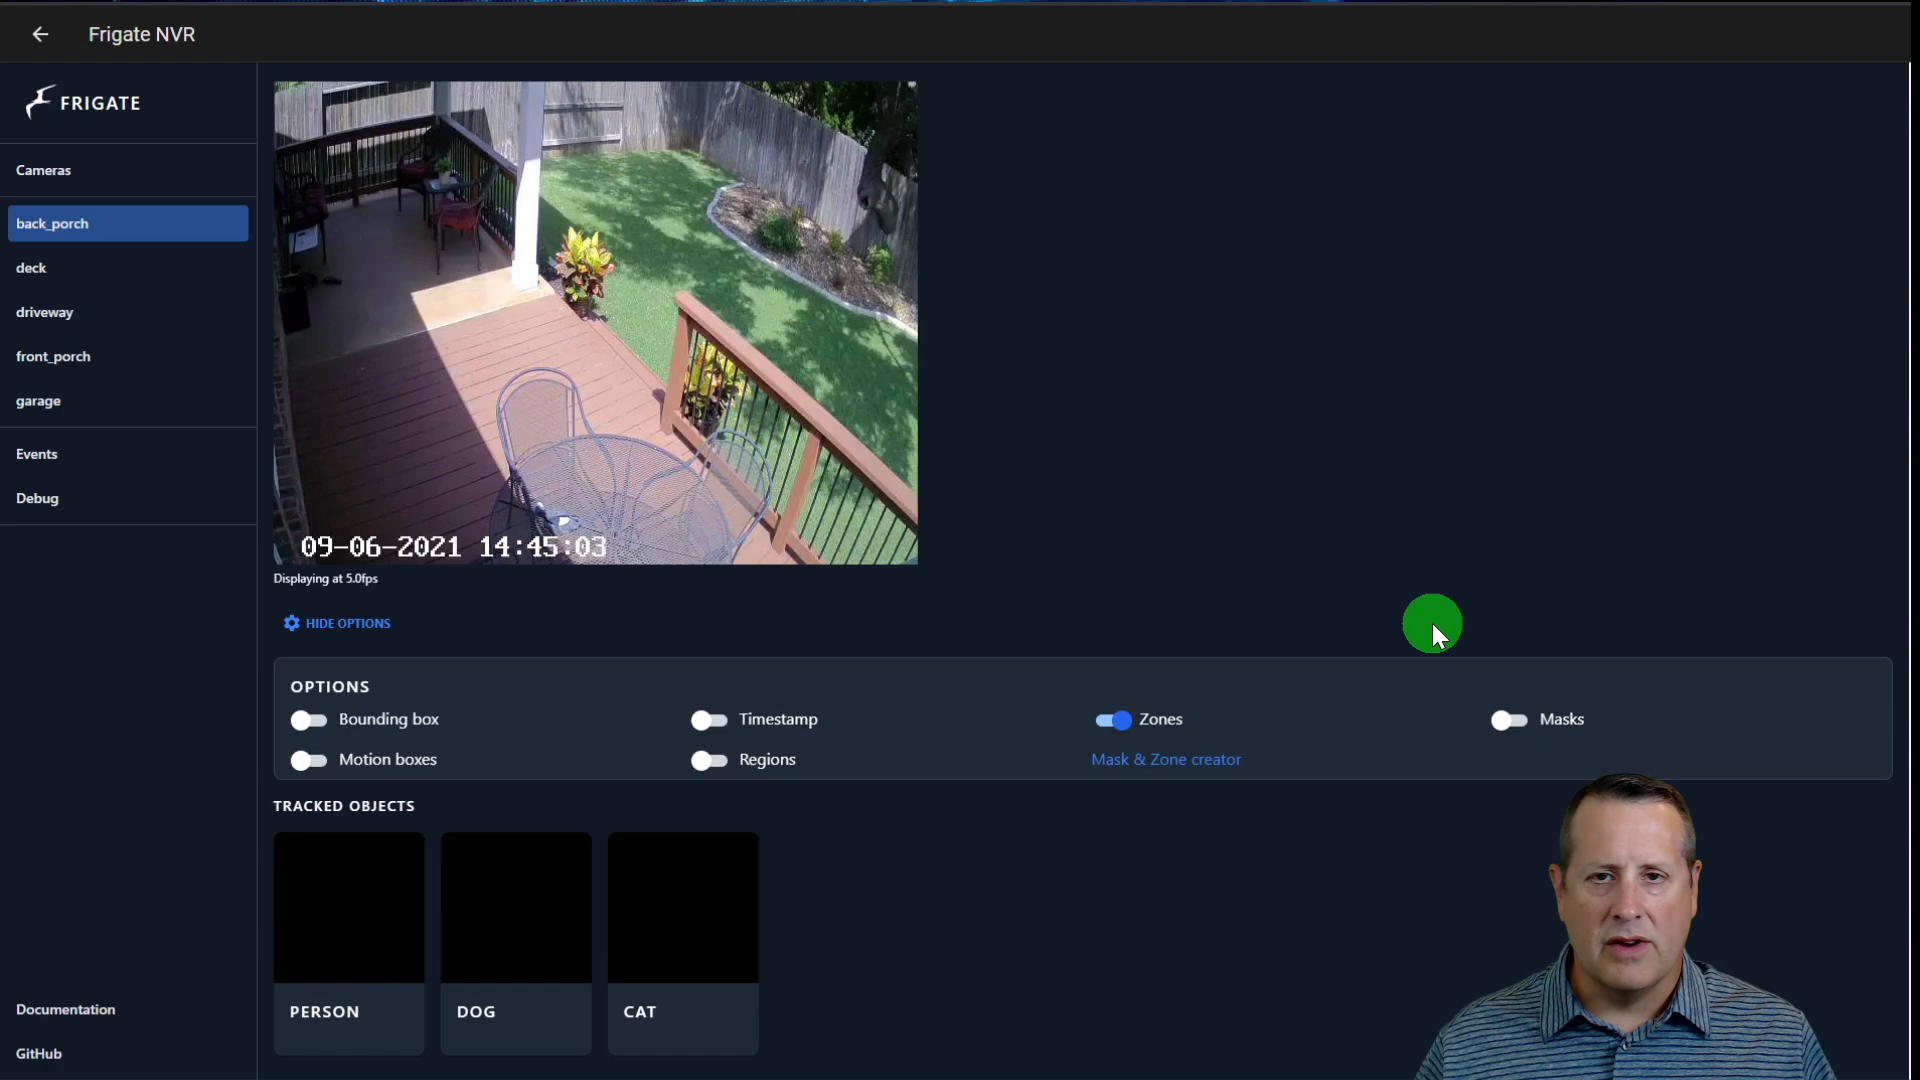 Frigate NVR
FRIGATE
Cameras
back_porch
deck
driveway
front_porch
garage
Events
Debug
Documentation
GitHub
09-06-2021 14:45:03
Displaying at 5.0fps
HIDE OPTIONS
OPTIONS
Bounding box
Timestamp
Zones
Masks
Motion boxes
Regions
Mask & Zone creator
TRACKED OBJECTS
PERSON
DOG
CAT